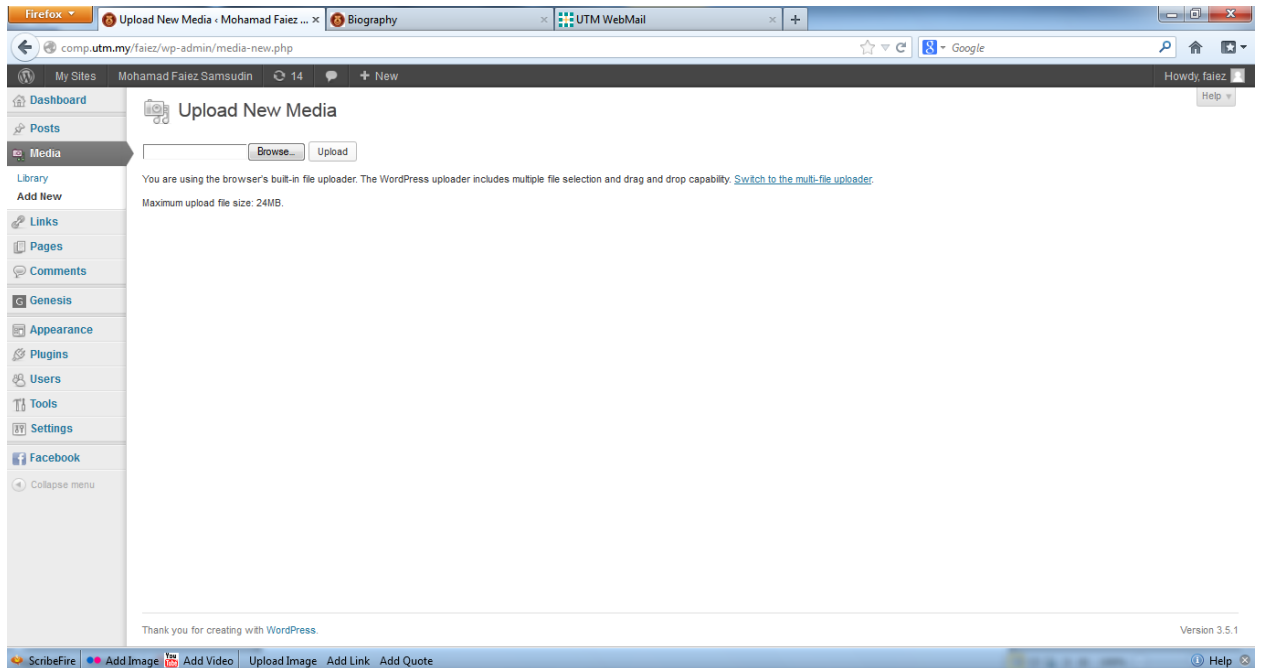 Firefox
Upload New Media ‹ Mohamad Faiez ... ×
Biography ×
UTM WebMail ×
+
comp.utm.my/faiez/wp-admin/media-new.php
Google
My Sites Mohamad Faiez Samsudin 14 + New Howdy, faiez
Help
Dashboard
Posts
Media
Library
Add New
Links
Pages
Comments
Genesis
Appearance
Plugins
Users
Tools
Settings
Facebook
Collapse menu
Upload New Media
Browse... Upload
You are using the browser's built-in file uploader. The WordPress uploader includes multiple file selection and drag and drop capability. Switch to the multi-file uploader.
Maximum upload file size: 24MB.
Thank you for creating with WordPress. Version 3.5.1
ScribeFire Add Image You Tube Add Video Upload Image Add Link Add Quote Help